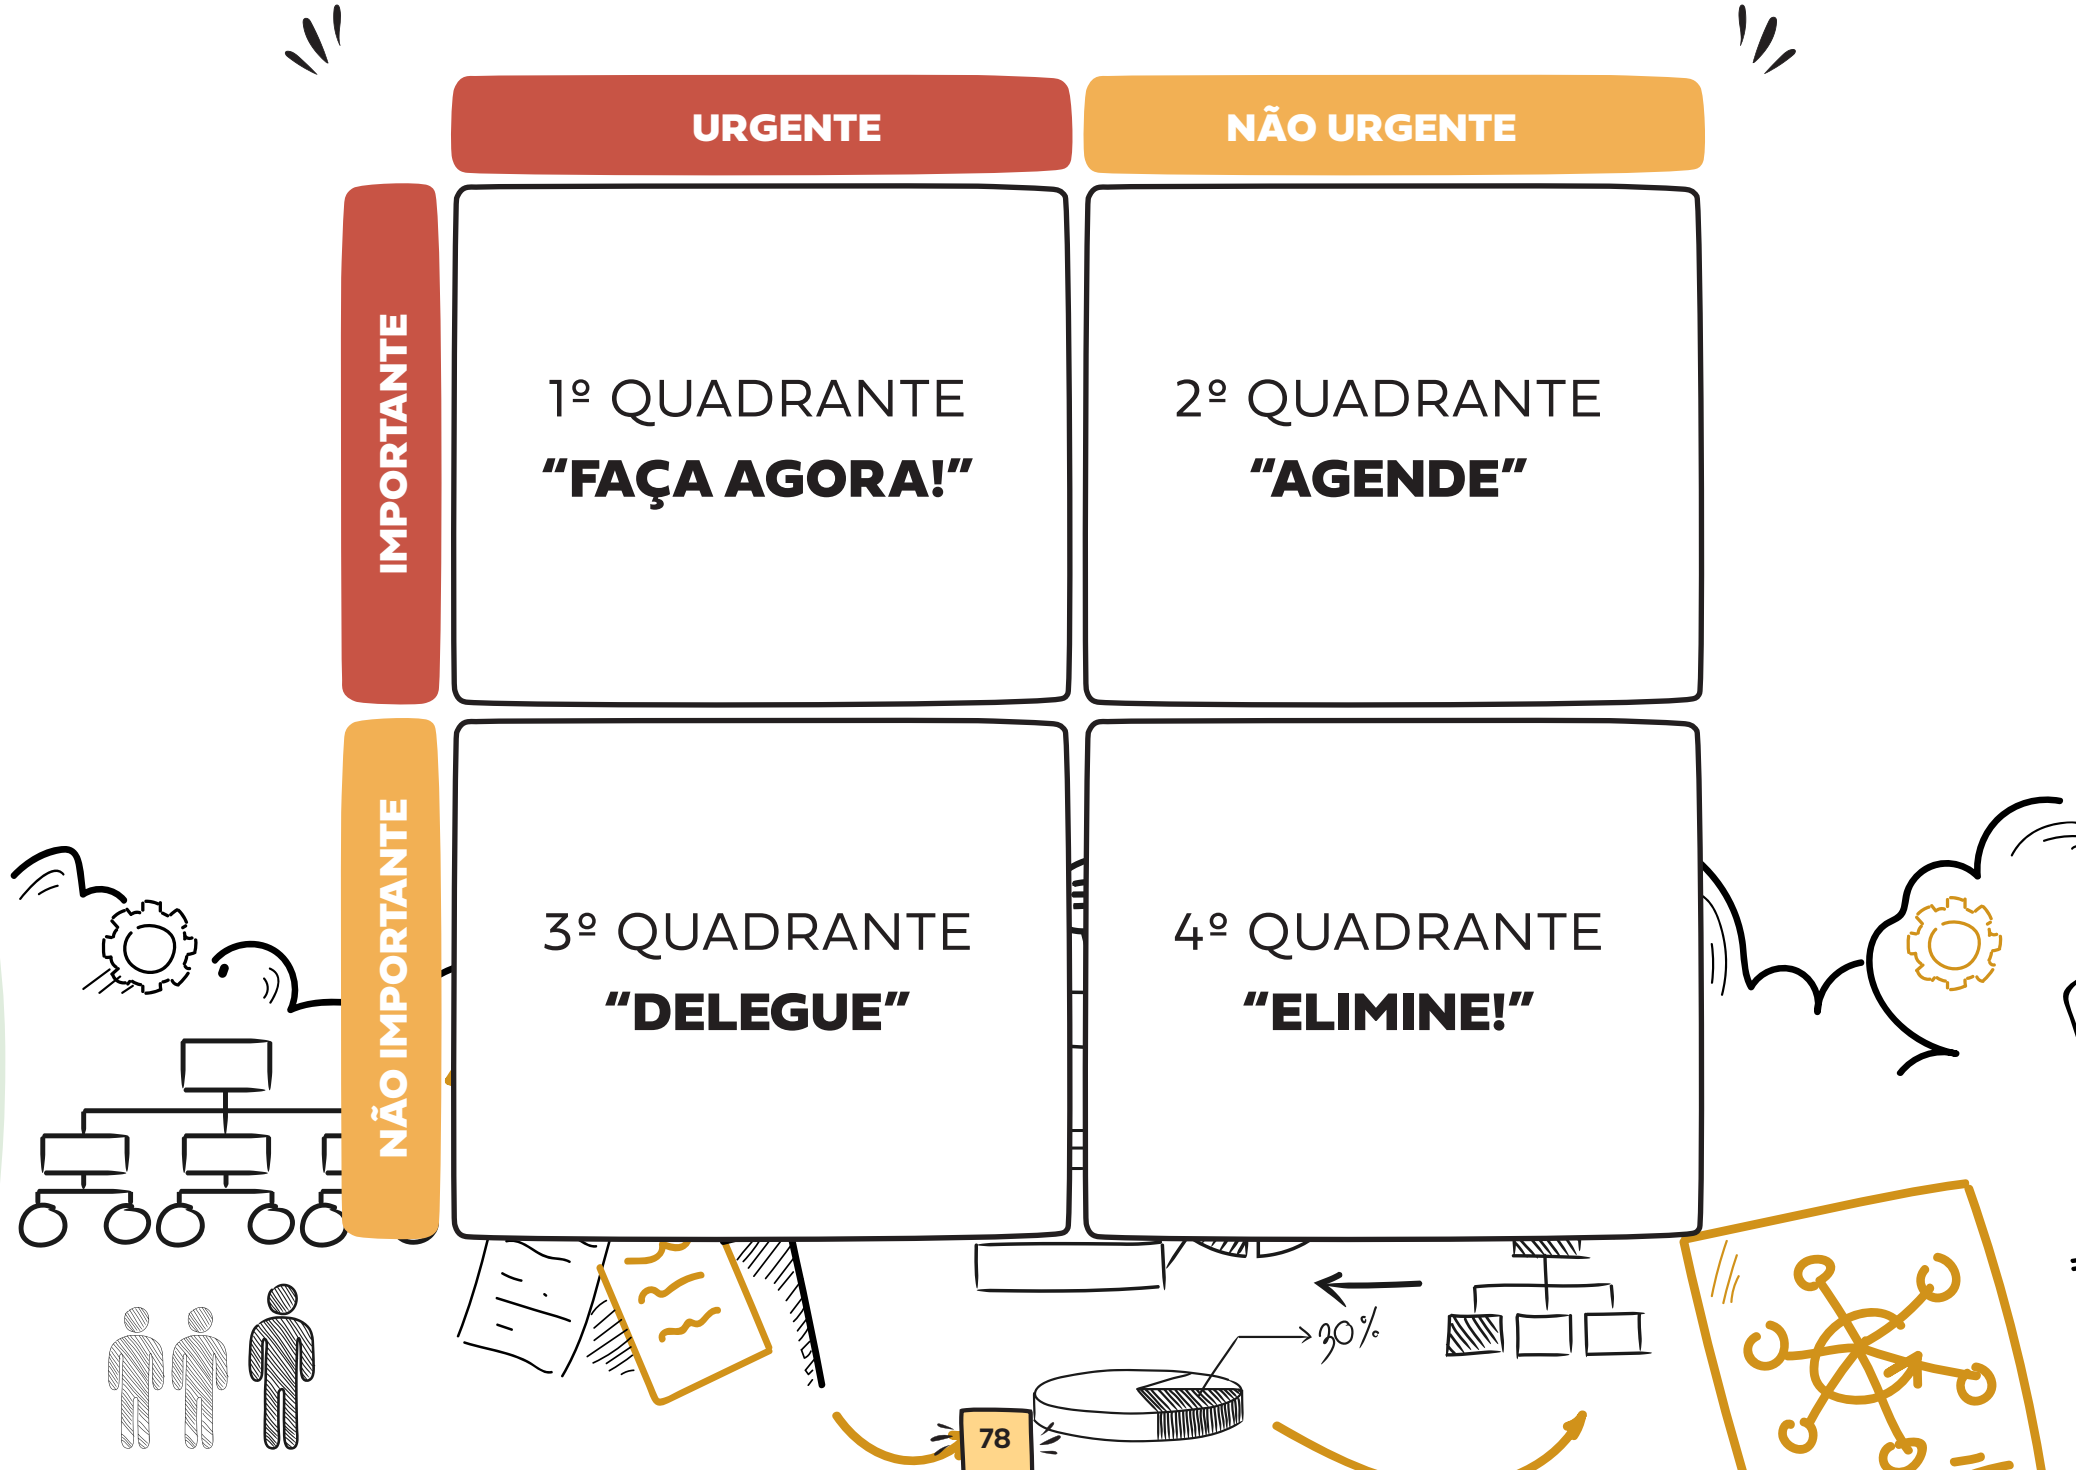 URGENTE
NÃO URGENTE
IMPORTANTE
1º QUADRANTE
“FAÇA AGORA!”
2º QUADRANTE
“AGENDE”
NÃO IMPORTANTE
3º QUADRANTE
“DELEGUE”
4º QUADRANTE
“ELIMINE!”
30%
78